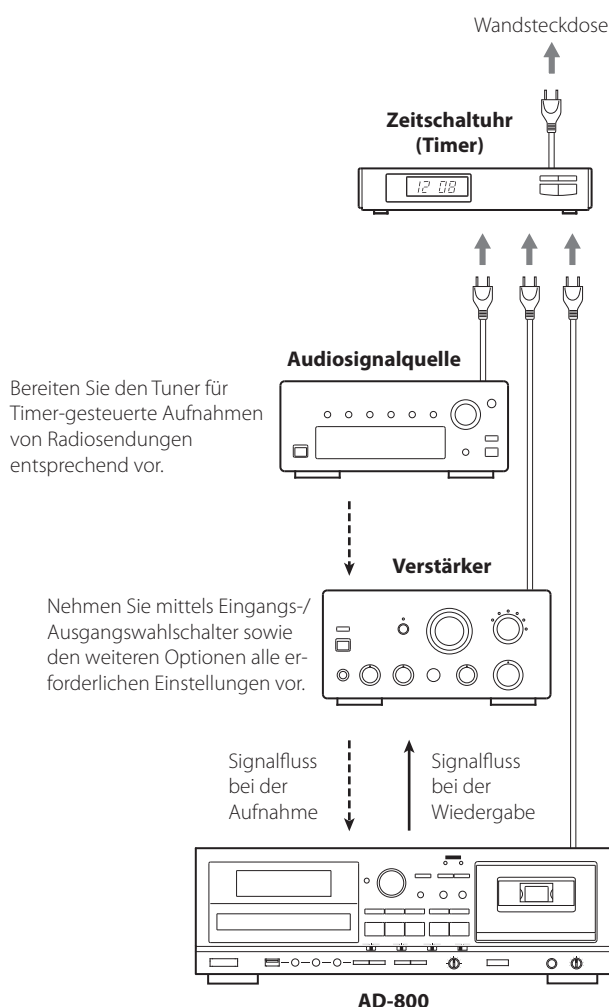 Wandsteckdose
Zeitschaltuhr
(Timer)
12 08
Audiosignalquelle
Bereiten Sie den Tuner für
Timer-gesteuerte Aufnahmen
von Radiosendungen
entsprechend vor.
Verstärker
Nehmen Sie mittels Eingangs-/
Ausgangswahlschalter sowie
den weiteren Optionen alle er-
forderlichen Einstellungen vor.
Signalfluss
bei der
Aufnahme
Signalfluss
bei der
Wiedergabe
AD-800